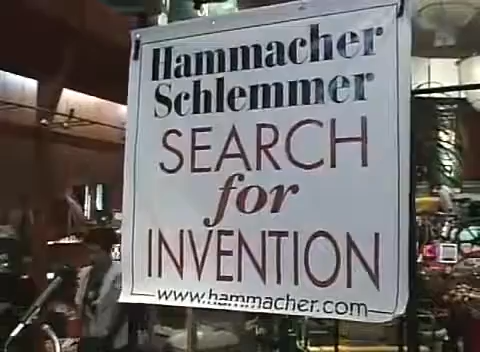 Hammacher
Schlemmer
SEARCH
for
INVENTION
www.hammacher.com